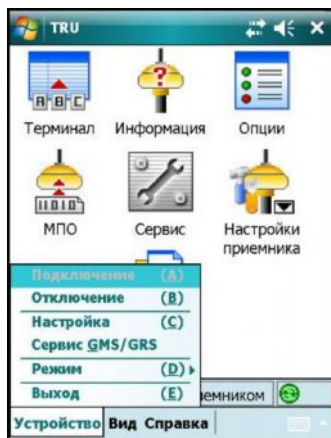 TRU
Терминал
Информация
Опции
МПО
Сервис
Настройки
приемника
Подключение (A)
Отключение (B)
Настройка (C)
Сервис GMS/GRS
Режим (D)
Выход (E)
емником
Устройство Вид Справка